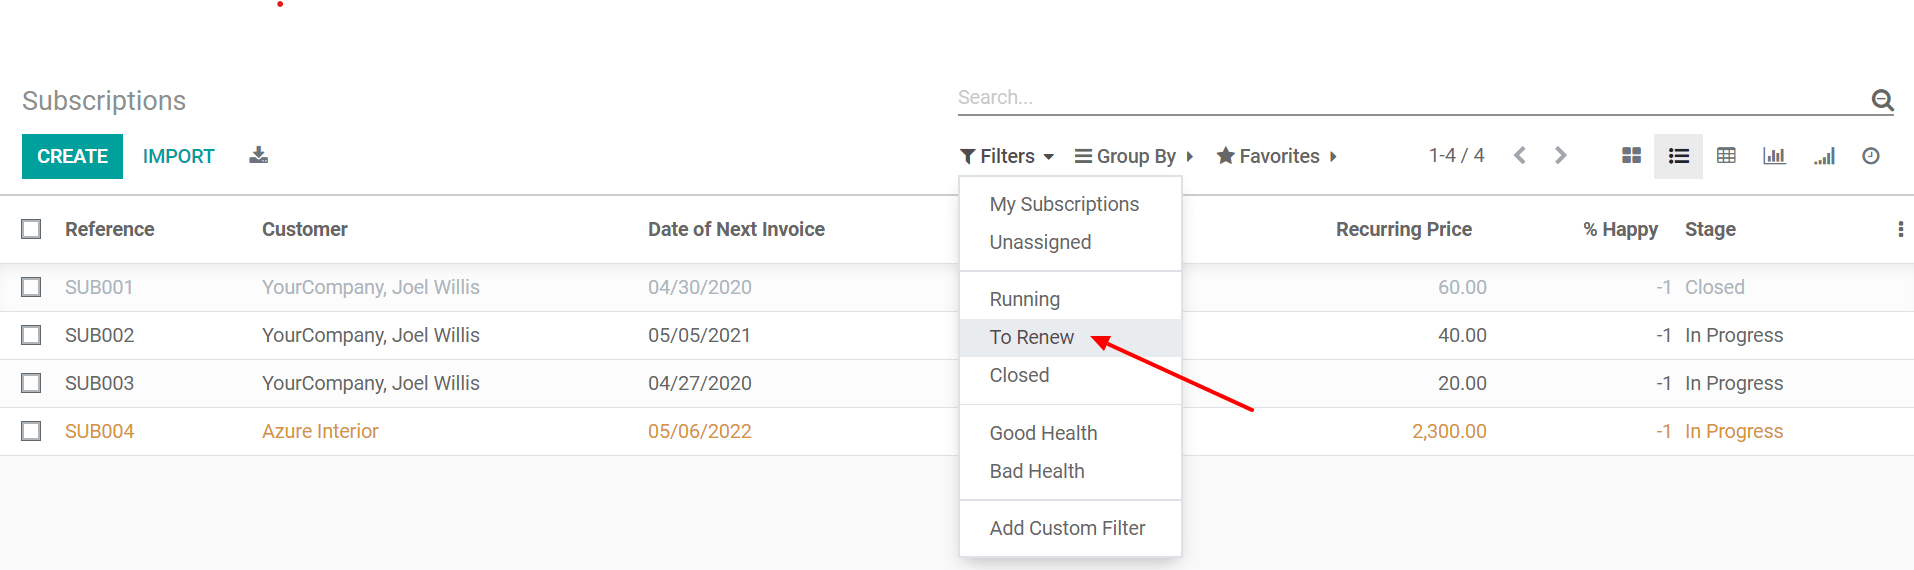 Subscriptions
Search...
CREATE IMPORT
Filters Group By Favorites 1-4 / 4
My Subscriptions
Unassigned
Running
To Renew
Closed
Good Health
Bad Health
Add Custom Filter
Reference Customer Date of Next Invoice Recurring Price % Happy Stage
SUB001 YourCompany, Joel Willis 04/30/2020 60.00 -1 Closed
SUB002 YourCompany, Joel Willis 05/05/2021 40.00 -1 In Progress
SUB003 YourCompany, Joel Willis 04/27/2020 20.00 -1 In Progress
SUB004 Azure Interior 05/06/2022 2,300.00 -1 In Progress